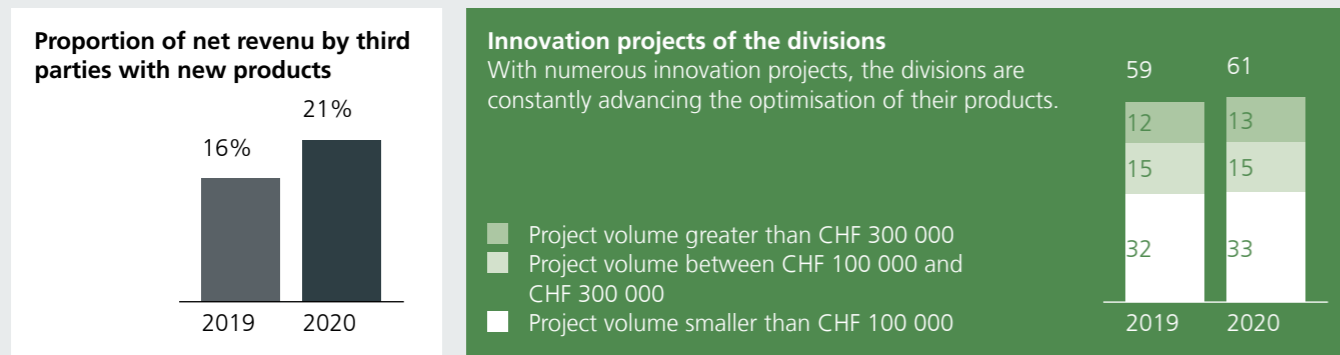 Proportion of net revenu by third
parties with new products
21%
16%
2019 2020
Innovation projects of the divisions
With numerous innovation projects, the divisions are
constantly advancing the optimisation of their products.
Project volume greater than CHF 300 000
Project volume between CHF 100 000 and
CHF 300 000
Project volume smaller than CHF 100 000
59 61
12 13
15 15
32 33
2019 2020